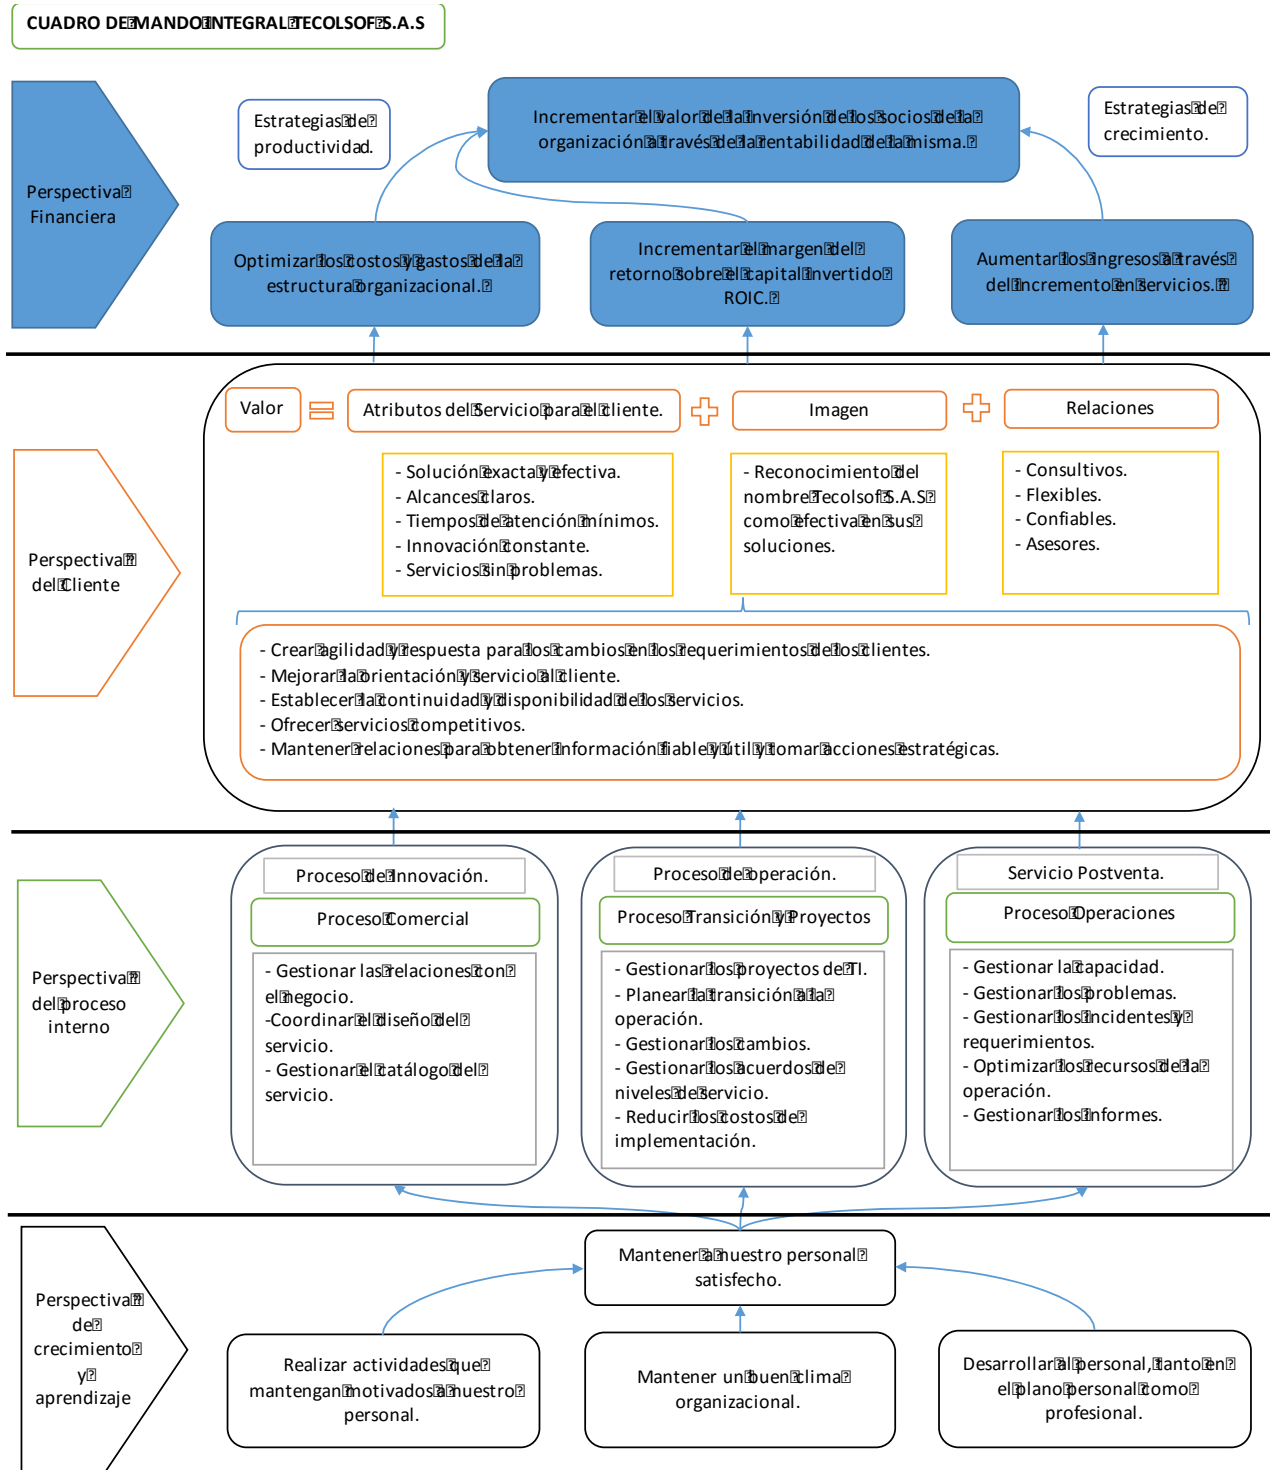 CUADRO DE MANDO INTEGRAL TECOLSOF S.A.S
Estrategias de
productividad.
Incrementar el valor de la inversión de los socios de la
organización a través de la rentabilidad de la misma.
Estrategias de
crecimiento.
Perspectiva
Financiera
Optimizar los costos y gastos de la
estructura organizacional.
Incrementar el margen del
retorno sobre el capital invertido
ROIC.
Aumentar los ingresos a través
del incremento en servicios.
Valor
Atributos del Servicio para el cliente.
Imagen
Relaciones
- Solución exacta y efectiva.
- Alcances claros.
- Tiempos de atención mínimos.
- Innovación constante.
- Servicios sin problemas.
- Reconocimiento del
nombre Tecolsof S.A.S
como efectiva en sus
soluciones.
- Consultivos.
- Flexibles.
- Confiables.
- Asesores.
Perspectiva
del Cliente
- Crear agilidad y respuesta para los cambios en los requerimientos de los clientes.
- Mejorar la orientación y servicio al cliente.
- Establecer la continuidad y disponibilidad de los servicios.
- Ofrecer servicios competitivos.
- Mantener relaciones para obtener información fiable y útil y tomar acciones estratégicas.
Proceso de Innovación.
Proceso Comercial
- Gestionar las relaciones con
el negocio.
-Coordinar el diseño del
servicio.
- Gestionar el catálogo del
servicio.
Proceso de operación.
Proceso Transición y Proyectos
- Gestionar los proyectos de TI.
- Planear la transición a la
operación.
- Gestionar los cambios.
- Gestionar los acuerdos de
niveles de servicio.
- Reducir los costos de
implementación.
Servicio Postventa.
Proceso Operaciones
- Gestionar la capacidad.
- Gestionar los problemas.
- Gestionar los incidentes y
requerimientos.
- Optimizar los recursos de la
operación.
- Gestionar los informes.
Perspectiva
del proceso
interno
Mantener a nuestro personal
satisfecho.
Perspectiva
de
crecimiento
y
aprendizaje
Realizar actividades que
mantengan motivados a nuestro
personal.
Mantener un buen clima
organizacional.
Desarrollar al personal, tanto en
el plano personal como
profesional.